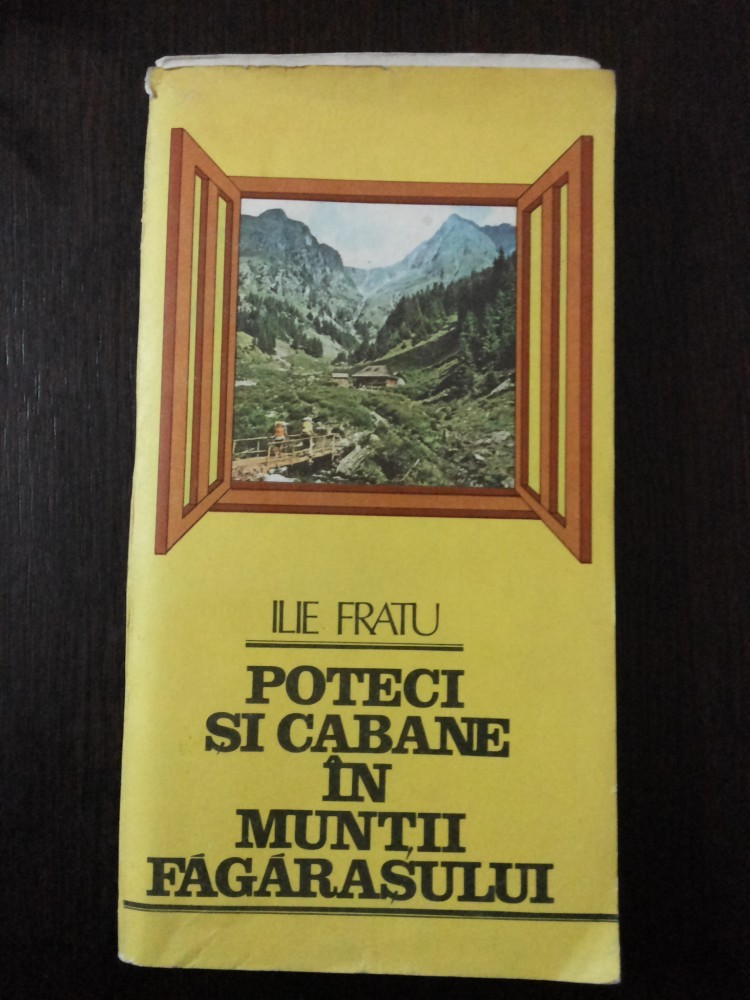 ILIE FRATU
POTECI
ȘI CABANE
ÎN
MUNȚII
FĂGĂRAȘULUI